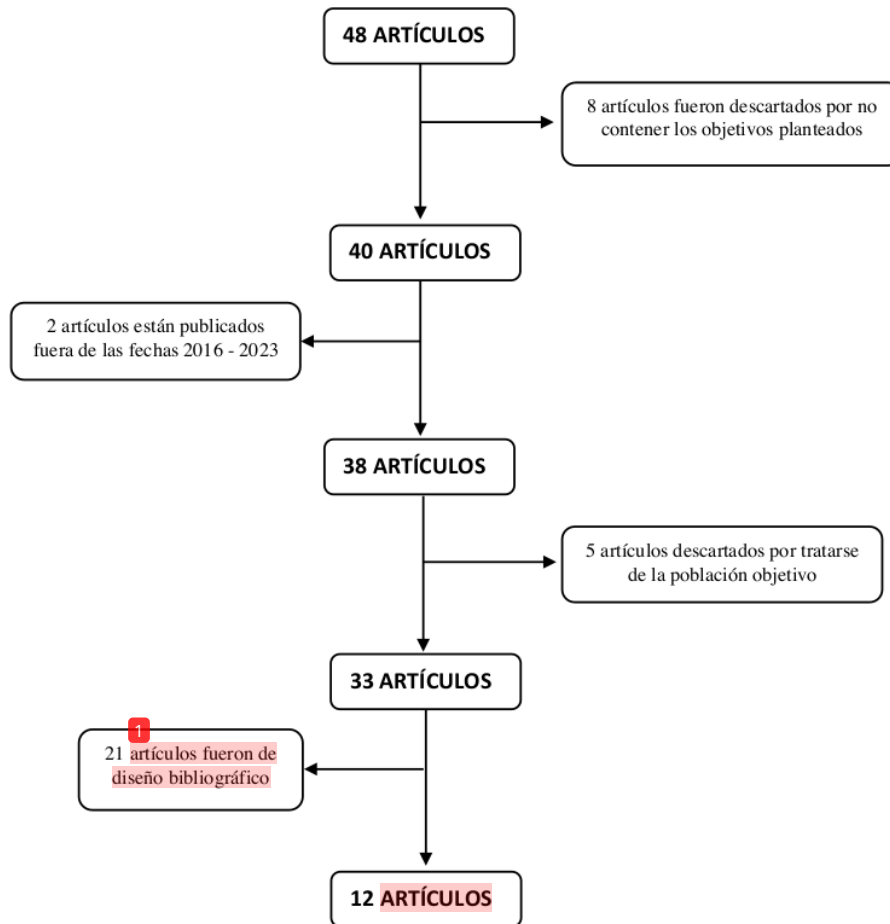 48 ARTÍCULOS
8 artículos fueron descartados por no
contener los objetivos planteados
40 ARTÍCULOS
2 artículos están publicados
fuera de las fechas 2016 - 2023
38 ARTÍCULOS
5 artículos descartados por tratarse
de la población objetivo
33 ARTÍCULOS
1
21 artículos fueron de
diseño bibliográfico
12 ARTÍCULOS